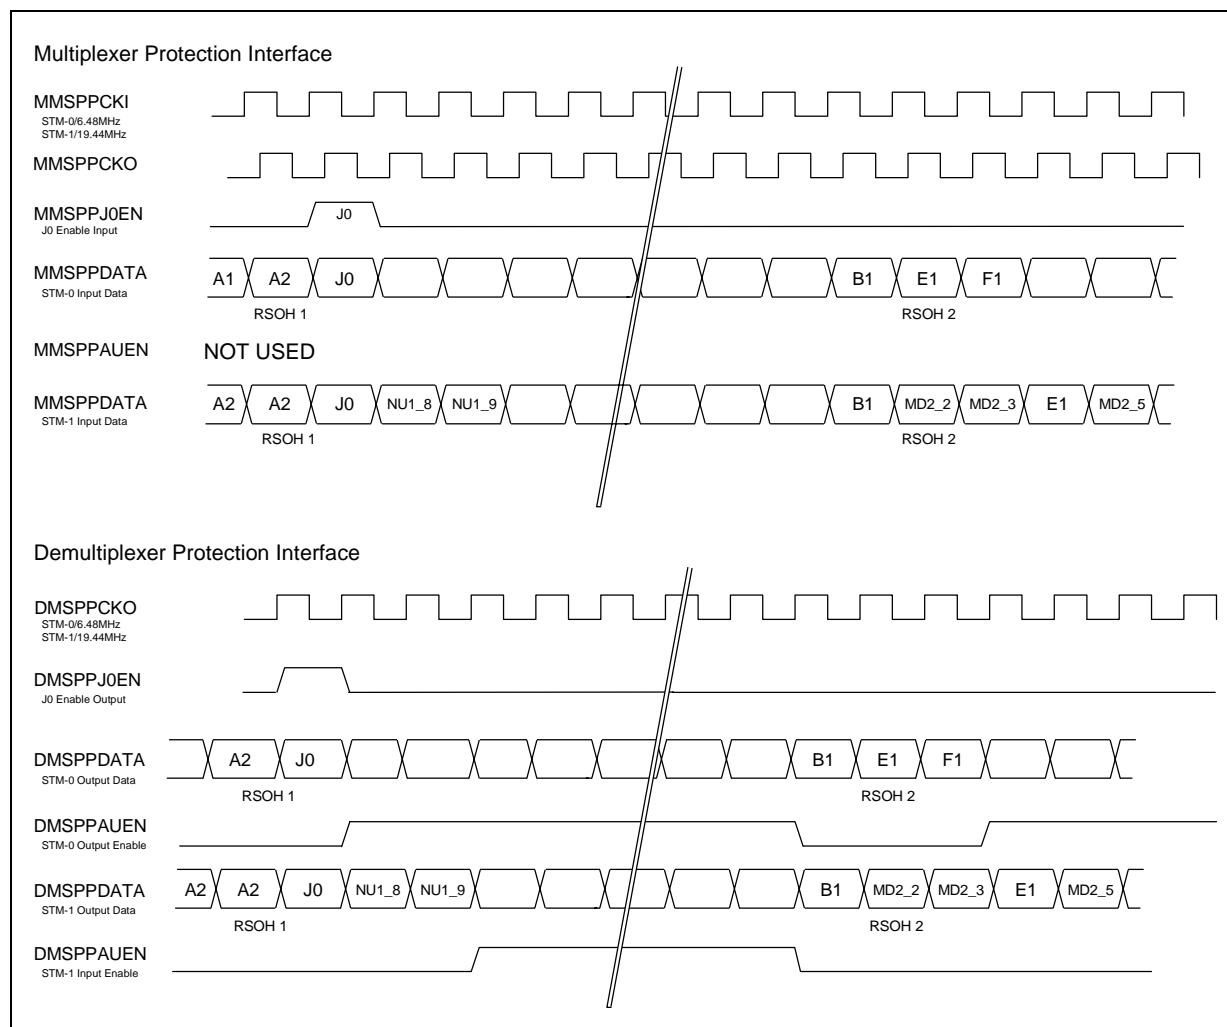 Multiplexer Protection Interface
MMSPPCKI
STM-0/6.48MHz
STM-1/19.44MHz
MMSPPCKO
MMSPPJ0EN
J0 Enable Input
J0
MMSPPDATA
STM-0 Input Data
A1 A2 J0 B1 E1 F1
RSOH 1 RSOH 2
MMSPPAUEN NOT USED
MMSPPDATA
STM-1 Input Data
A2 A2 J0 NU1_8 NU1_9 B1 MD2_2 MD2_3 E1 MD2_5
RSOH 1 RSOH 2
Demultiplexer Protection Interface
DMSPPCKO
STM-0/6.48MHz
STM-1/19.44MHz
DMSPPJ0EN
J0 Enable Output
DMSPPDATA
STM-0 Output Data
A2 J0 B1 E1 F1
RSOH 1 RSOH 2
DMSPPAUEN
STM-0 Output Enable
DMSPPDATA
STM-1 Output Data
A2 A2 J0 NU1_8 NU1_9 B1 MD2_2 MD2_3 E1 MD2_5
RSOH 1 RSOH 2
DMSPPAUEN
STM-1 Input Enable